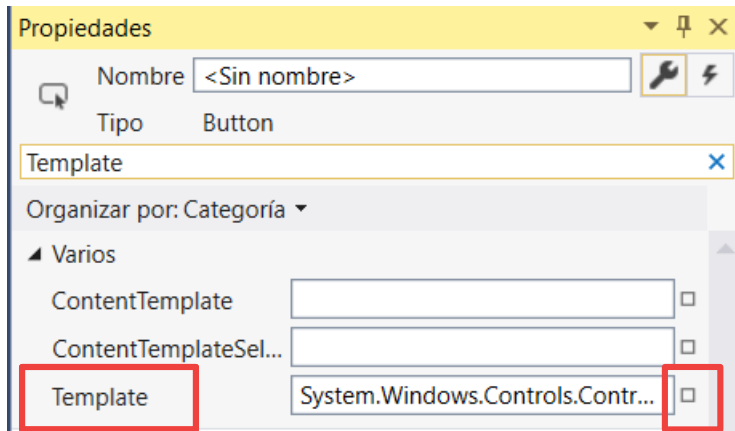 Propiedades
Nombre <Sin nombre>
Tipo Button
Template
Organizar por: Categoría
Varios
ContentTemplate
ContentTemplateSel...
Template System.Windows.Controls.Contr...